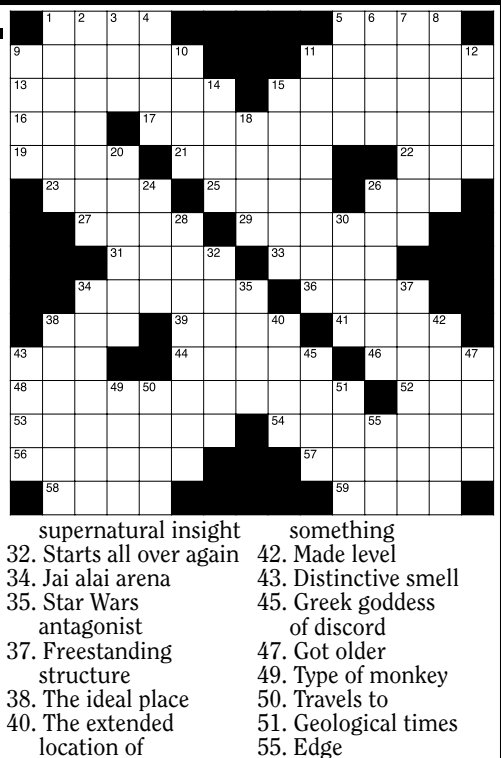 1 2 3 4 5 6 7 8
9 10 11 12
13 14 15
16 17 18
19 20 21 22
23 24 25 26
27 28 29 30
31 32 33
34 35 36 37
38 39 40 41 42
43 44 45 46 47
48 49 50 51 52
53 54 55
56 57
58 59
supernatural insight
32. Starts all over again
34. Jai alai arena
35. Star Wars
antagonist
37. Freestanding
structure
38. The ideal place
40. The extended
location of
something
42. Made level
43. Distinctive smell
45. Greek goddess
of discord
47. Got older
49. Type of monkey
50. Travels to
51. Geological times
55. Edge